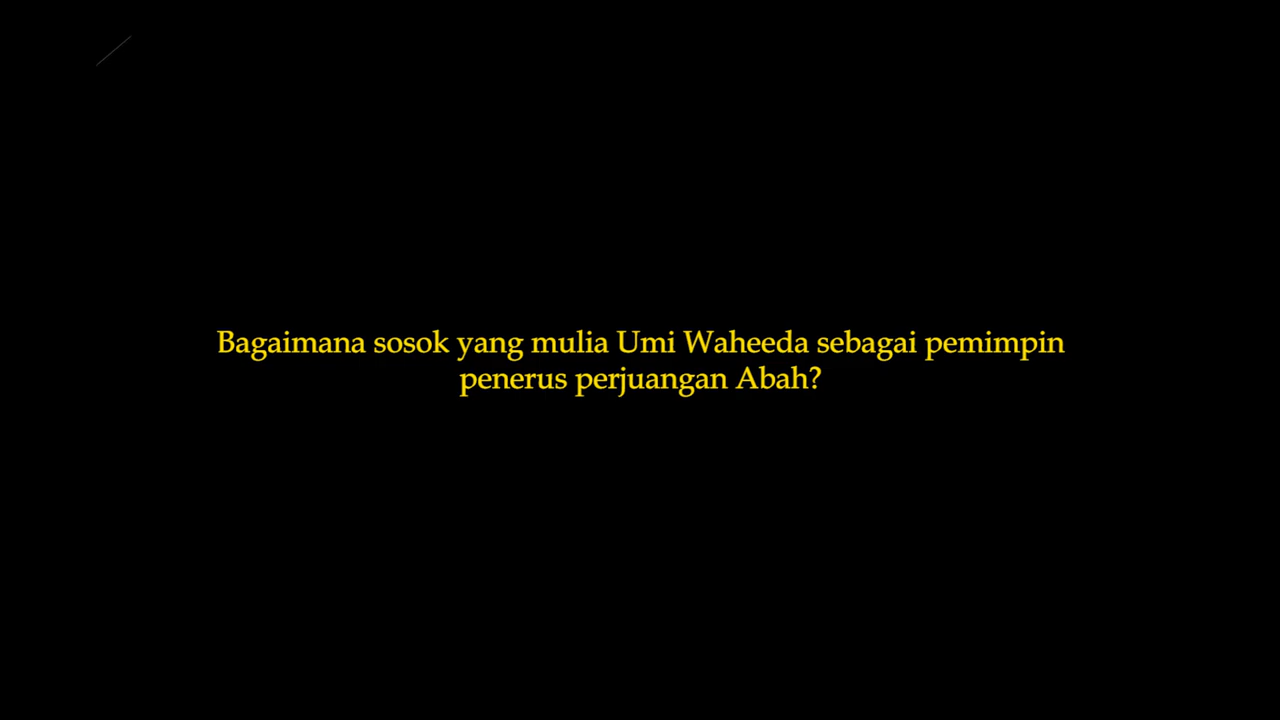 Bagaimana sosok yang mulia Umi Waheeda sebagai pemimpin
penerus perjuangan Abah?